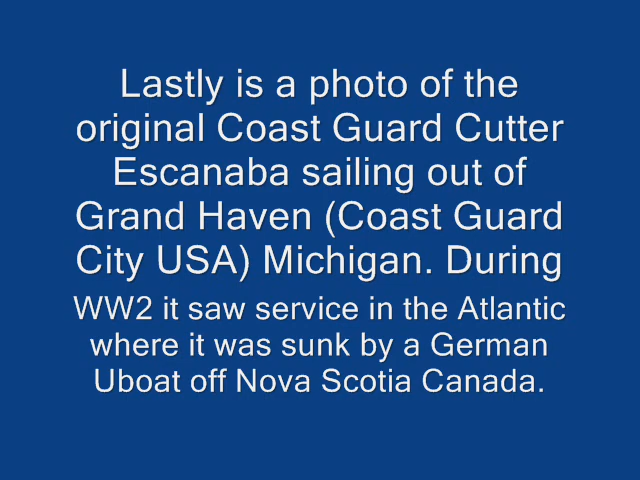 Lastly is a photo of the
original Coast Guard Cutter
Escanaba sailing out of
Grand Haven (Coast Guard
City USA) Michigan. During
WW2 it saw service in the Atlantic
where it was sunk by a German
Uboat off Nova Scotia Canada.